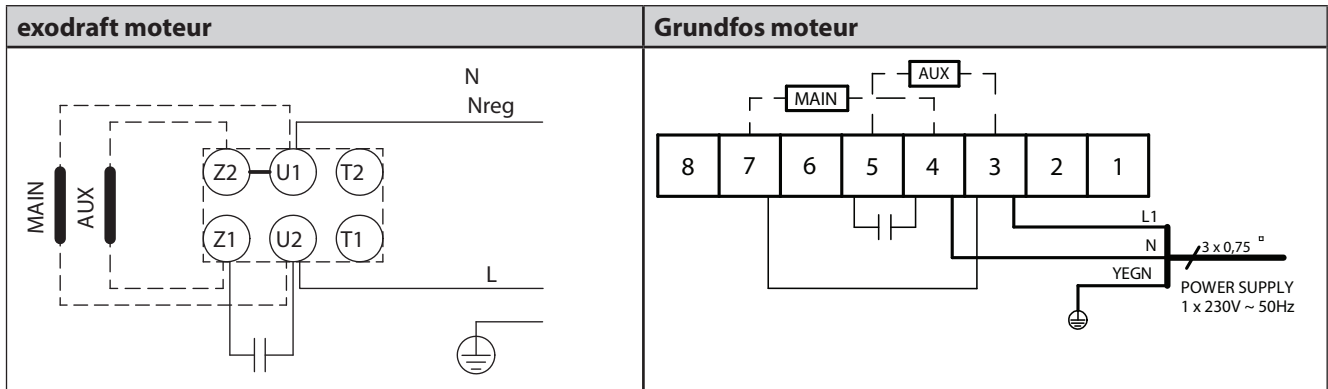 exodraft moteur
N
Nreg
MAIN
AUX
Z2 U1 T2
Z1 U2 T1
L
Grundfos moteur
AUX
MAIN
8 7 6 5 4 3 2 1
L1
N
3 x 0,75 □
YEGN
POWER SUPPLY
1 x 230V ~ 50Hz